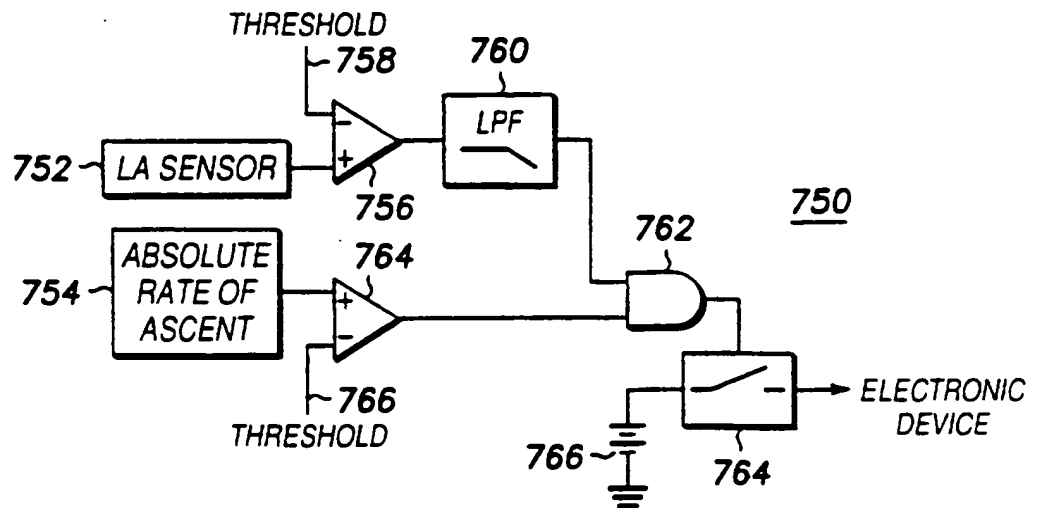 THRESHOLD
758
760
LPF
752
LA SENSOR
-
+
756
750
762
764
754
ABSOLUTE
RATE OF
ASCENT
+
-
766
THRESHOLD
ELECTRONIC
DEVICE
766
764